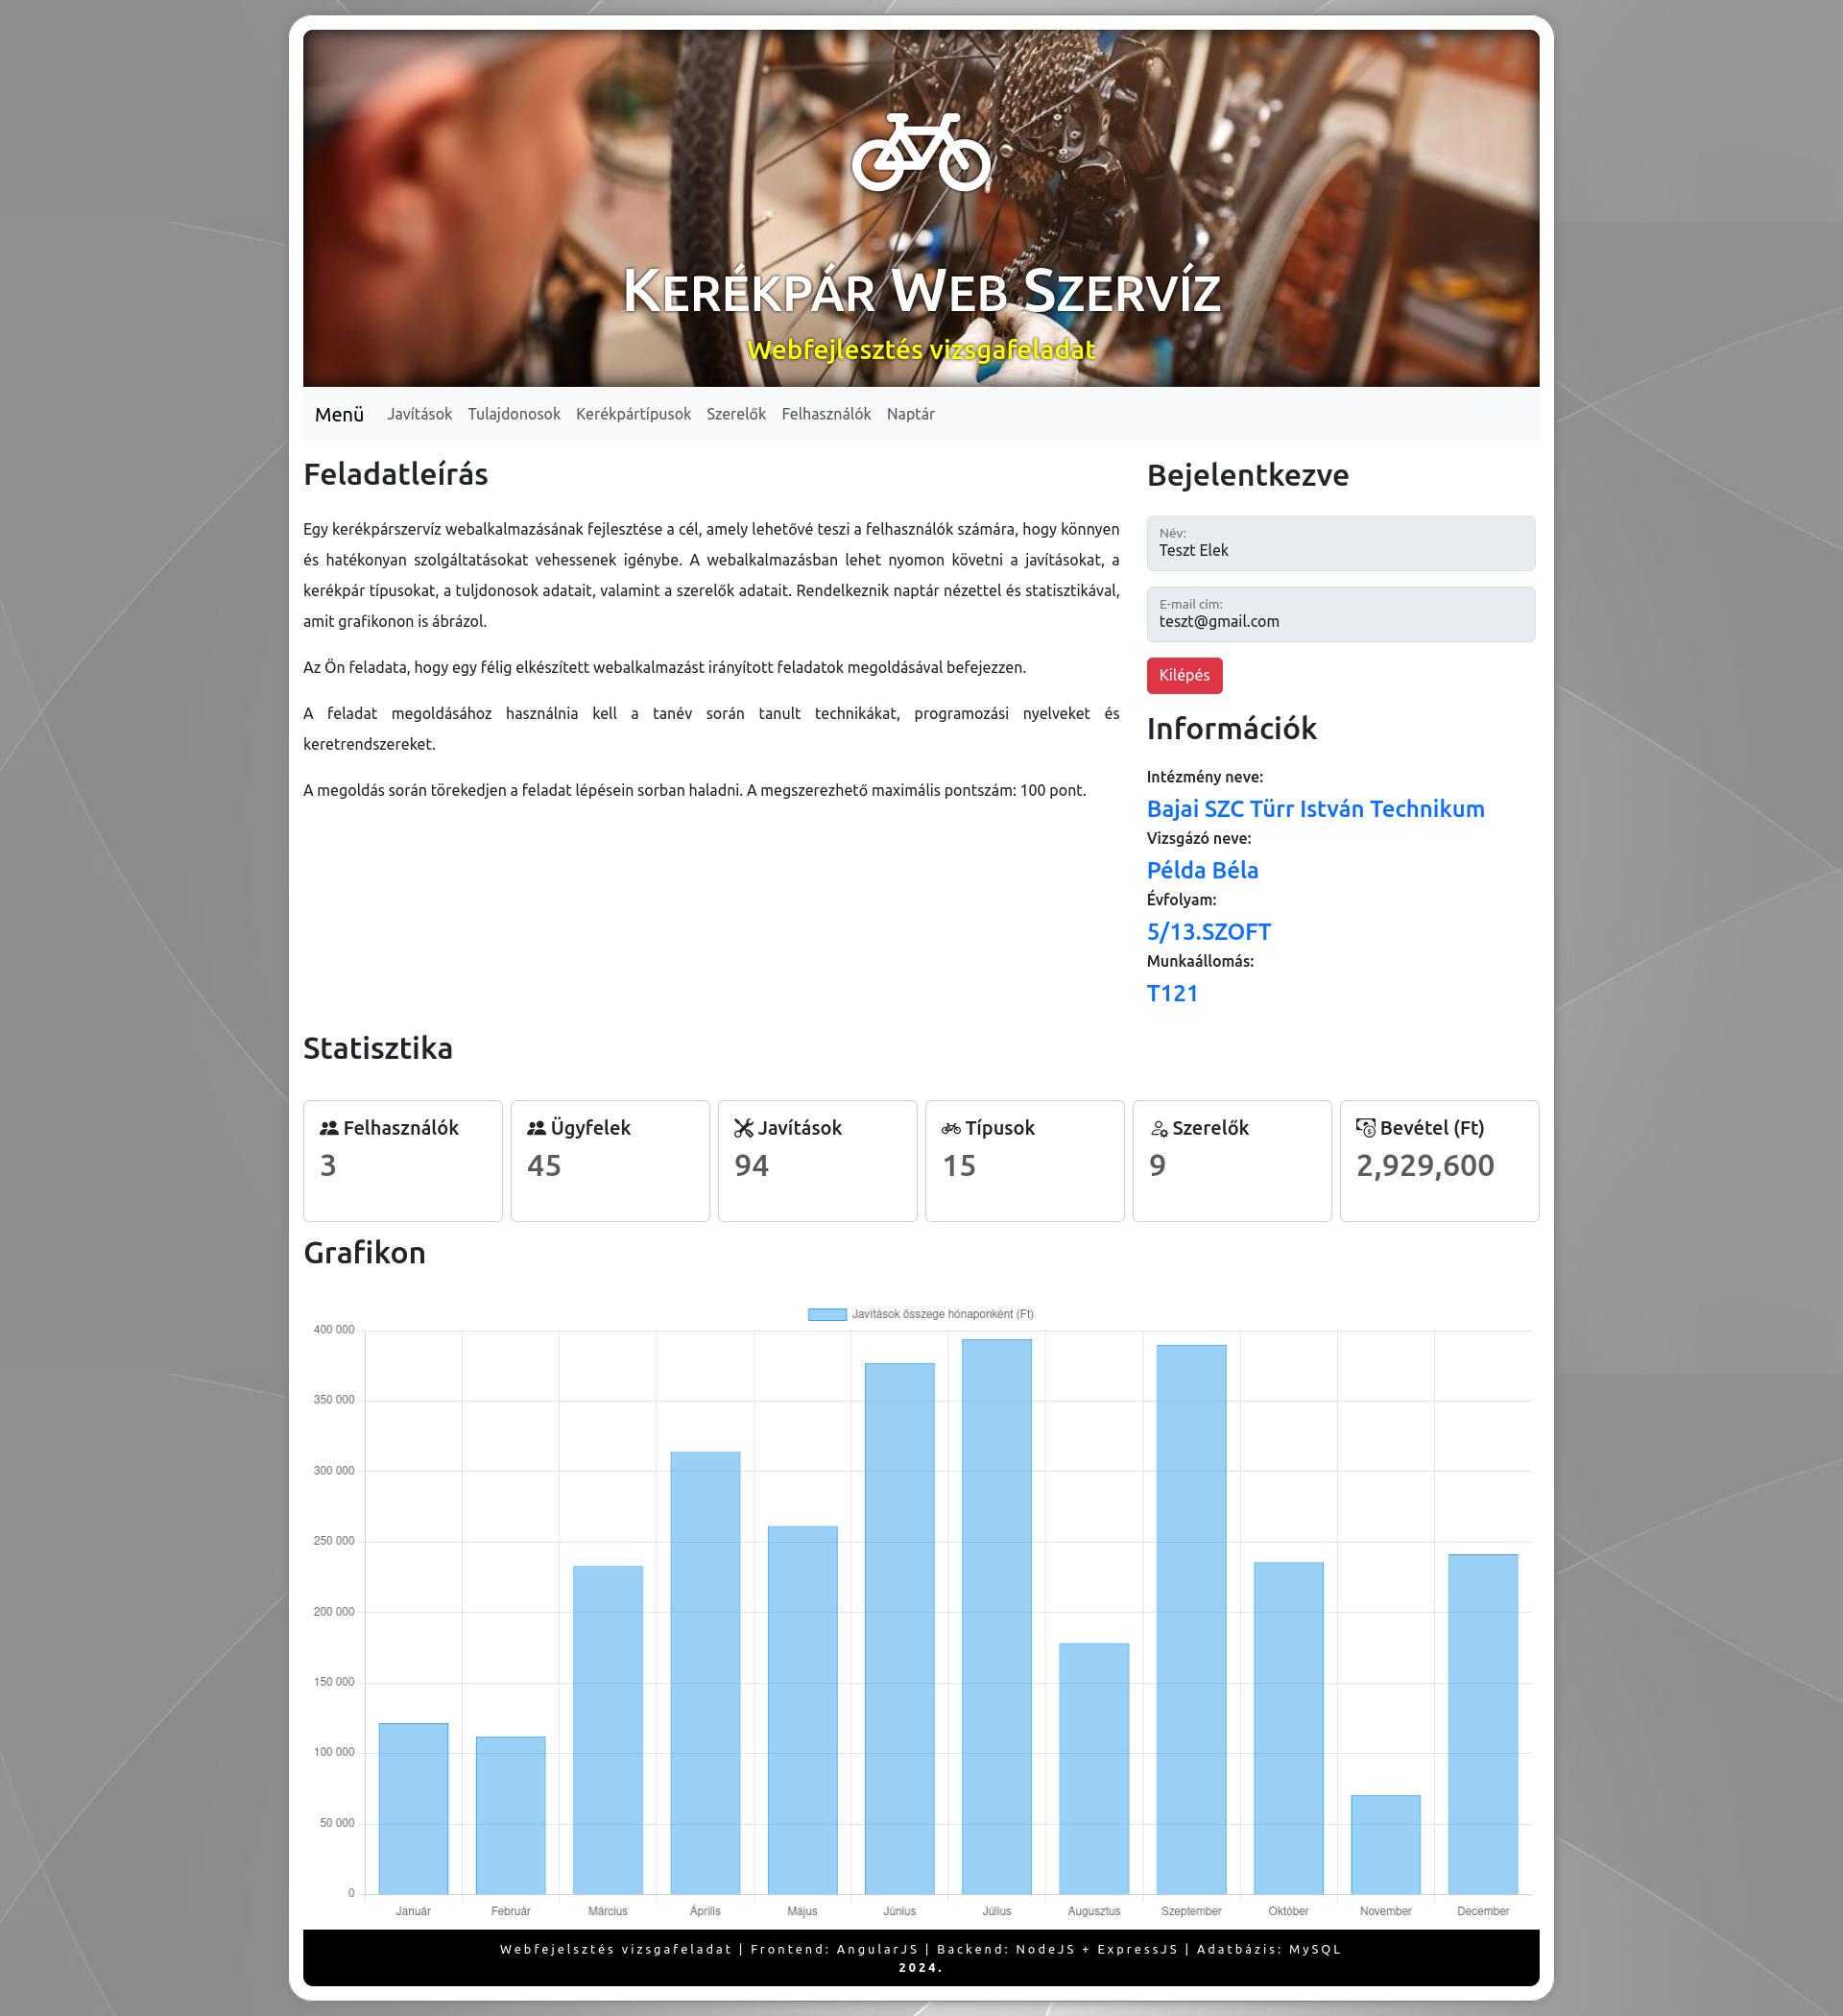 KERÉKPÁR WEB SZERVÍZ
Webfejlesztés vizsgafeladat
Menü Javítások Tulajdonosok Kerékpártípusok Szerelők Felhasználók Naptár
Feladatleírás
Egy kerékpárszervíz webalkalmazásának fejlesztése a cél, amely lehetővé teszi a felhasználók számára, hogy könnyen
és hatékonyan szolgáltatásokat vehessenek igénybe. A webalkalmazásban lehet nyomon követni a javításokat, a
kerékpár típusokat, a tuljdonosok adatait, valamint a szerelők adatait. Rendelkeznik naptár nézettel és statisztikával,
amit grafikonon is ábrázol.
Az Ön feladata, hogy egy félig elkészített webalkalmazást irányított feladatok megoldásával befejezzen.
A feladat megoldásához használnia kell a tanév során tanult technikákat, programozási nyelveket és
keretrendszereket.
A megoldás során törekedjen a feladat lépésein sorban haladni. A megszerezhető maximális pontszám: 100 pont.
Bejelentkezve
Név:
Teszt Elek
E-mail cím:
teszt@gmail.com
Kilépés
Információk
Intézmény neve:
Bajai SZC Türr István Technikum
Vizsgázó neve:
Példa Béla
Évfolyam:
5/13.SZOFT
Munkaállomás:
T121
Statisztika
Felhasználók
3
Ügyfelek
45
Javítások
94
Típusok
15
Szerelők
9
Bevétel (Ft)
2,929,600
Grafikon
Javítások összege hónaponként (Ft)
400 000
350 000
300 000
250 000
200 000
150 000
100 000
50 000
0
Január Február Március Április Május Június Július Augusztus Szeptember Október November December
Webfejelsztés vizsgafeladat | Frontend: AngularJS | Backend: NodeJS + ExpressJS | Adatbázis: MySQL
2024.